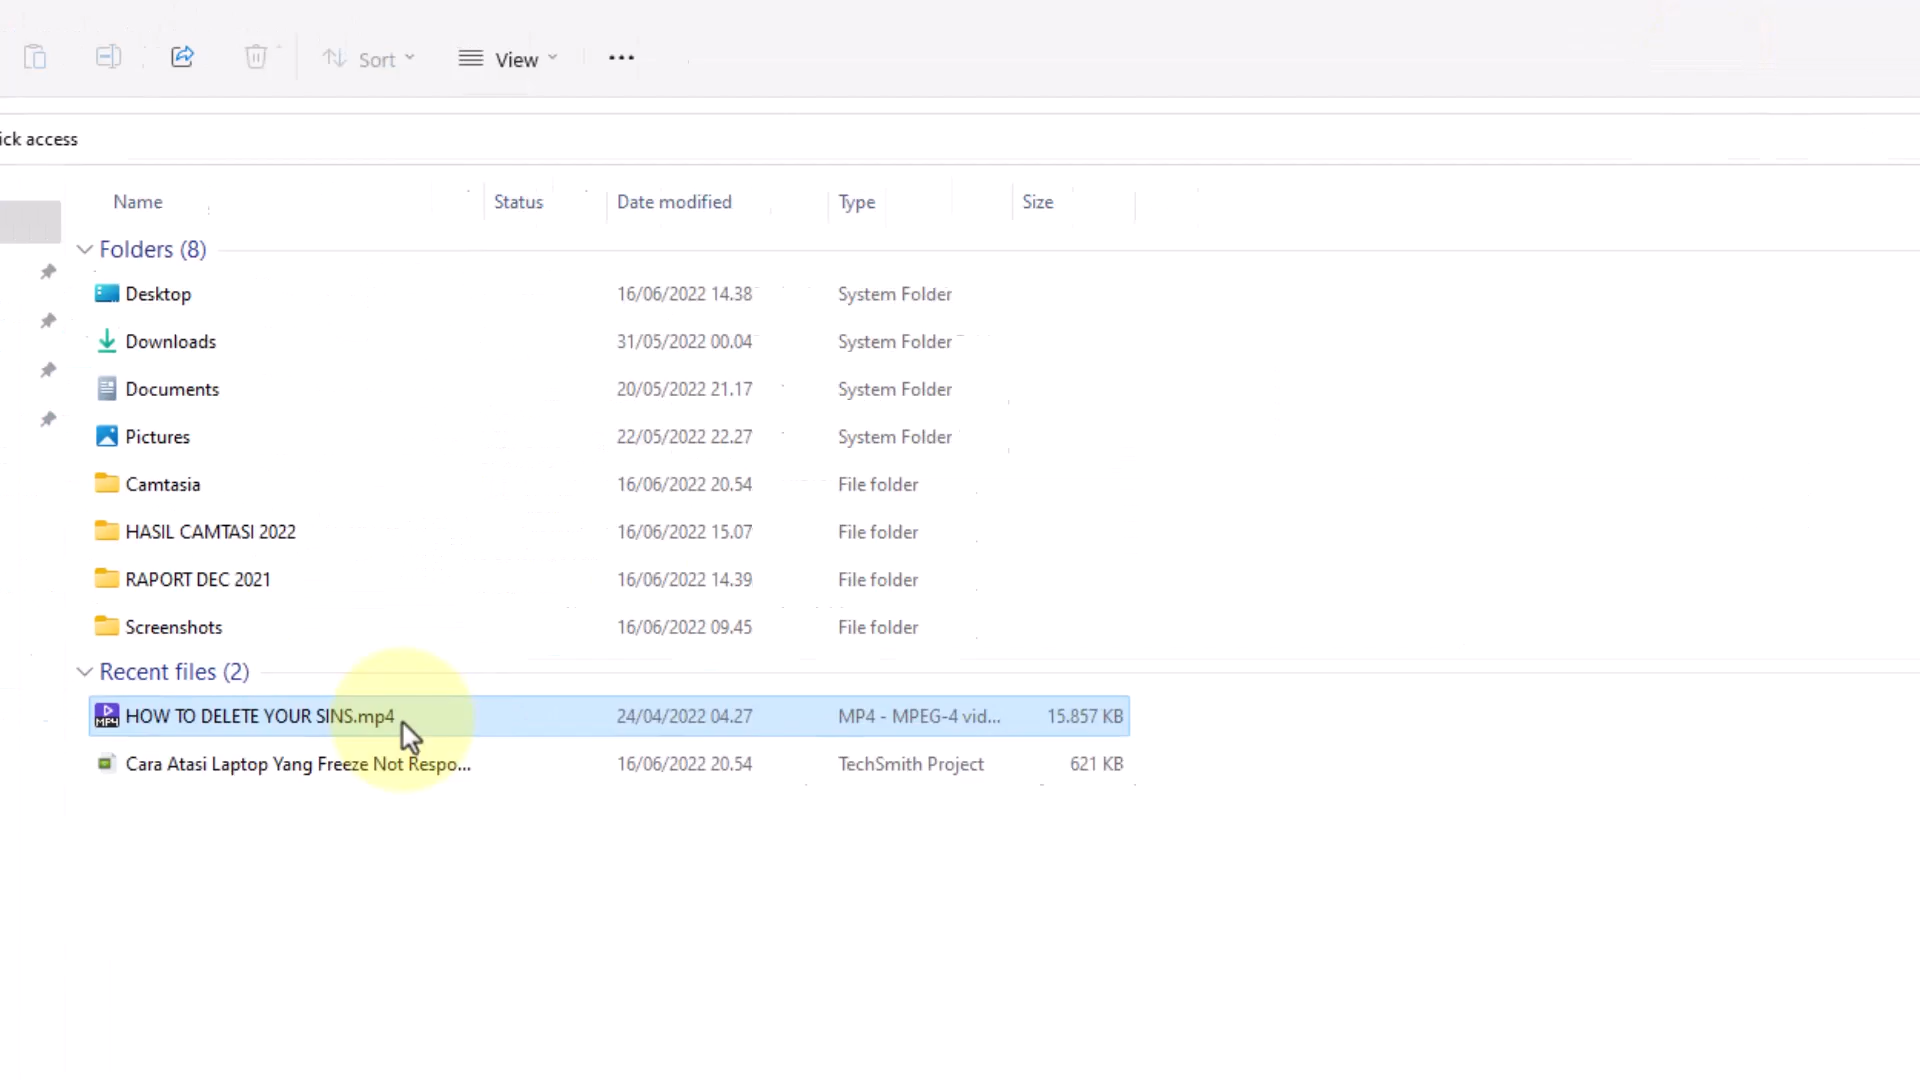 Sort View ...
ick access
Name Status Date modified Type Size
Folders (8)
Desktop 16/06/2022 14.38 System Folder
Downloads 31/05/2022 00.04 System Folder
Documents 20/05/2022 21.17 System Folder
Pictures 22/05/2022 22.27 System Folder
Camtasia 16/06/2022 20.54 File folder
HASIL CAMTASI 2022 16/06/2022 15.07 File folder
RAPORT DEC 2021 16/06/2022 14.39 File folder
Screenshots 16/06/2022 09.45 File folder
Recent files (2)
HOW TO DELETE YOUR SINS.mp4 24/04/2022 04.27 MP4 - MPEG-4 vid... 15.857 KB
Cara Atasi Laptop Yang Freeze Not Respo... 16/06/2022 20.54 TechSmith Project 621 KB